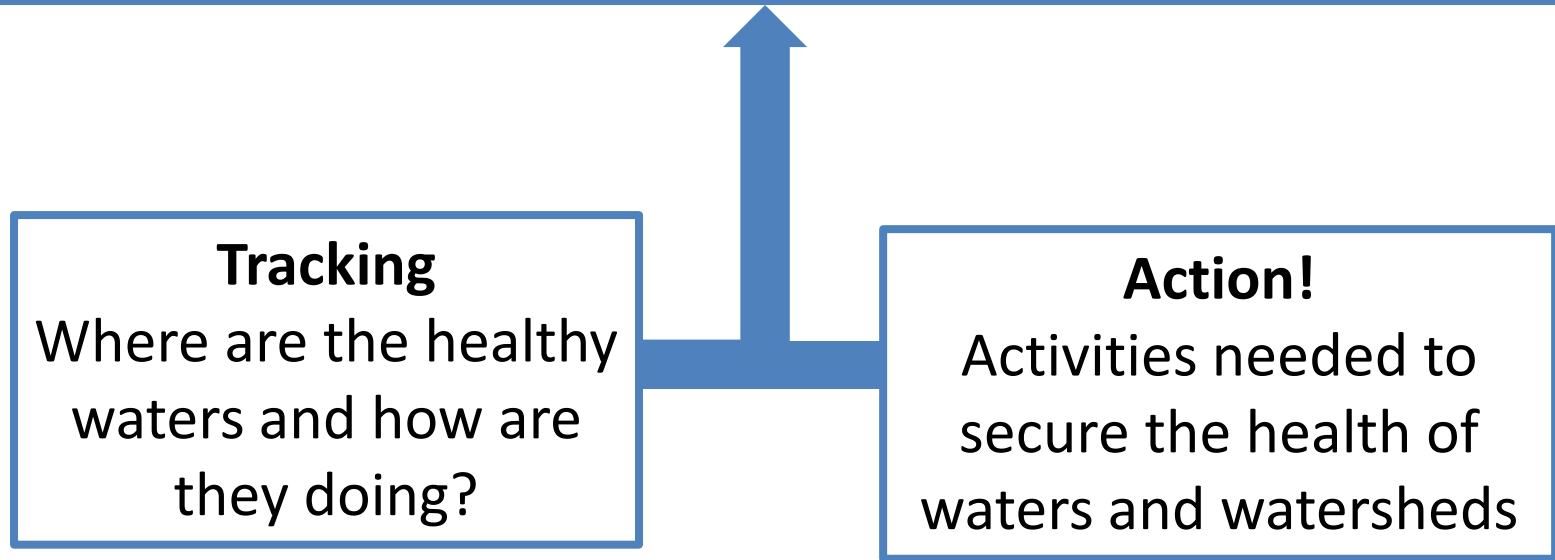 Tracking
Where are the healthy
waters and how are
they doing?
Action!
Activities needed to
secure the health of
waters and watersheds